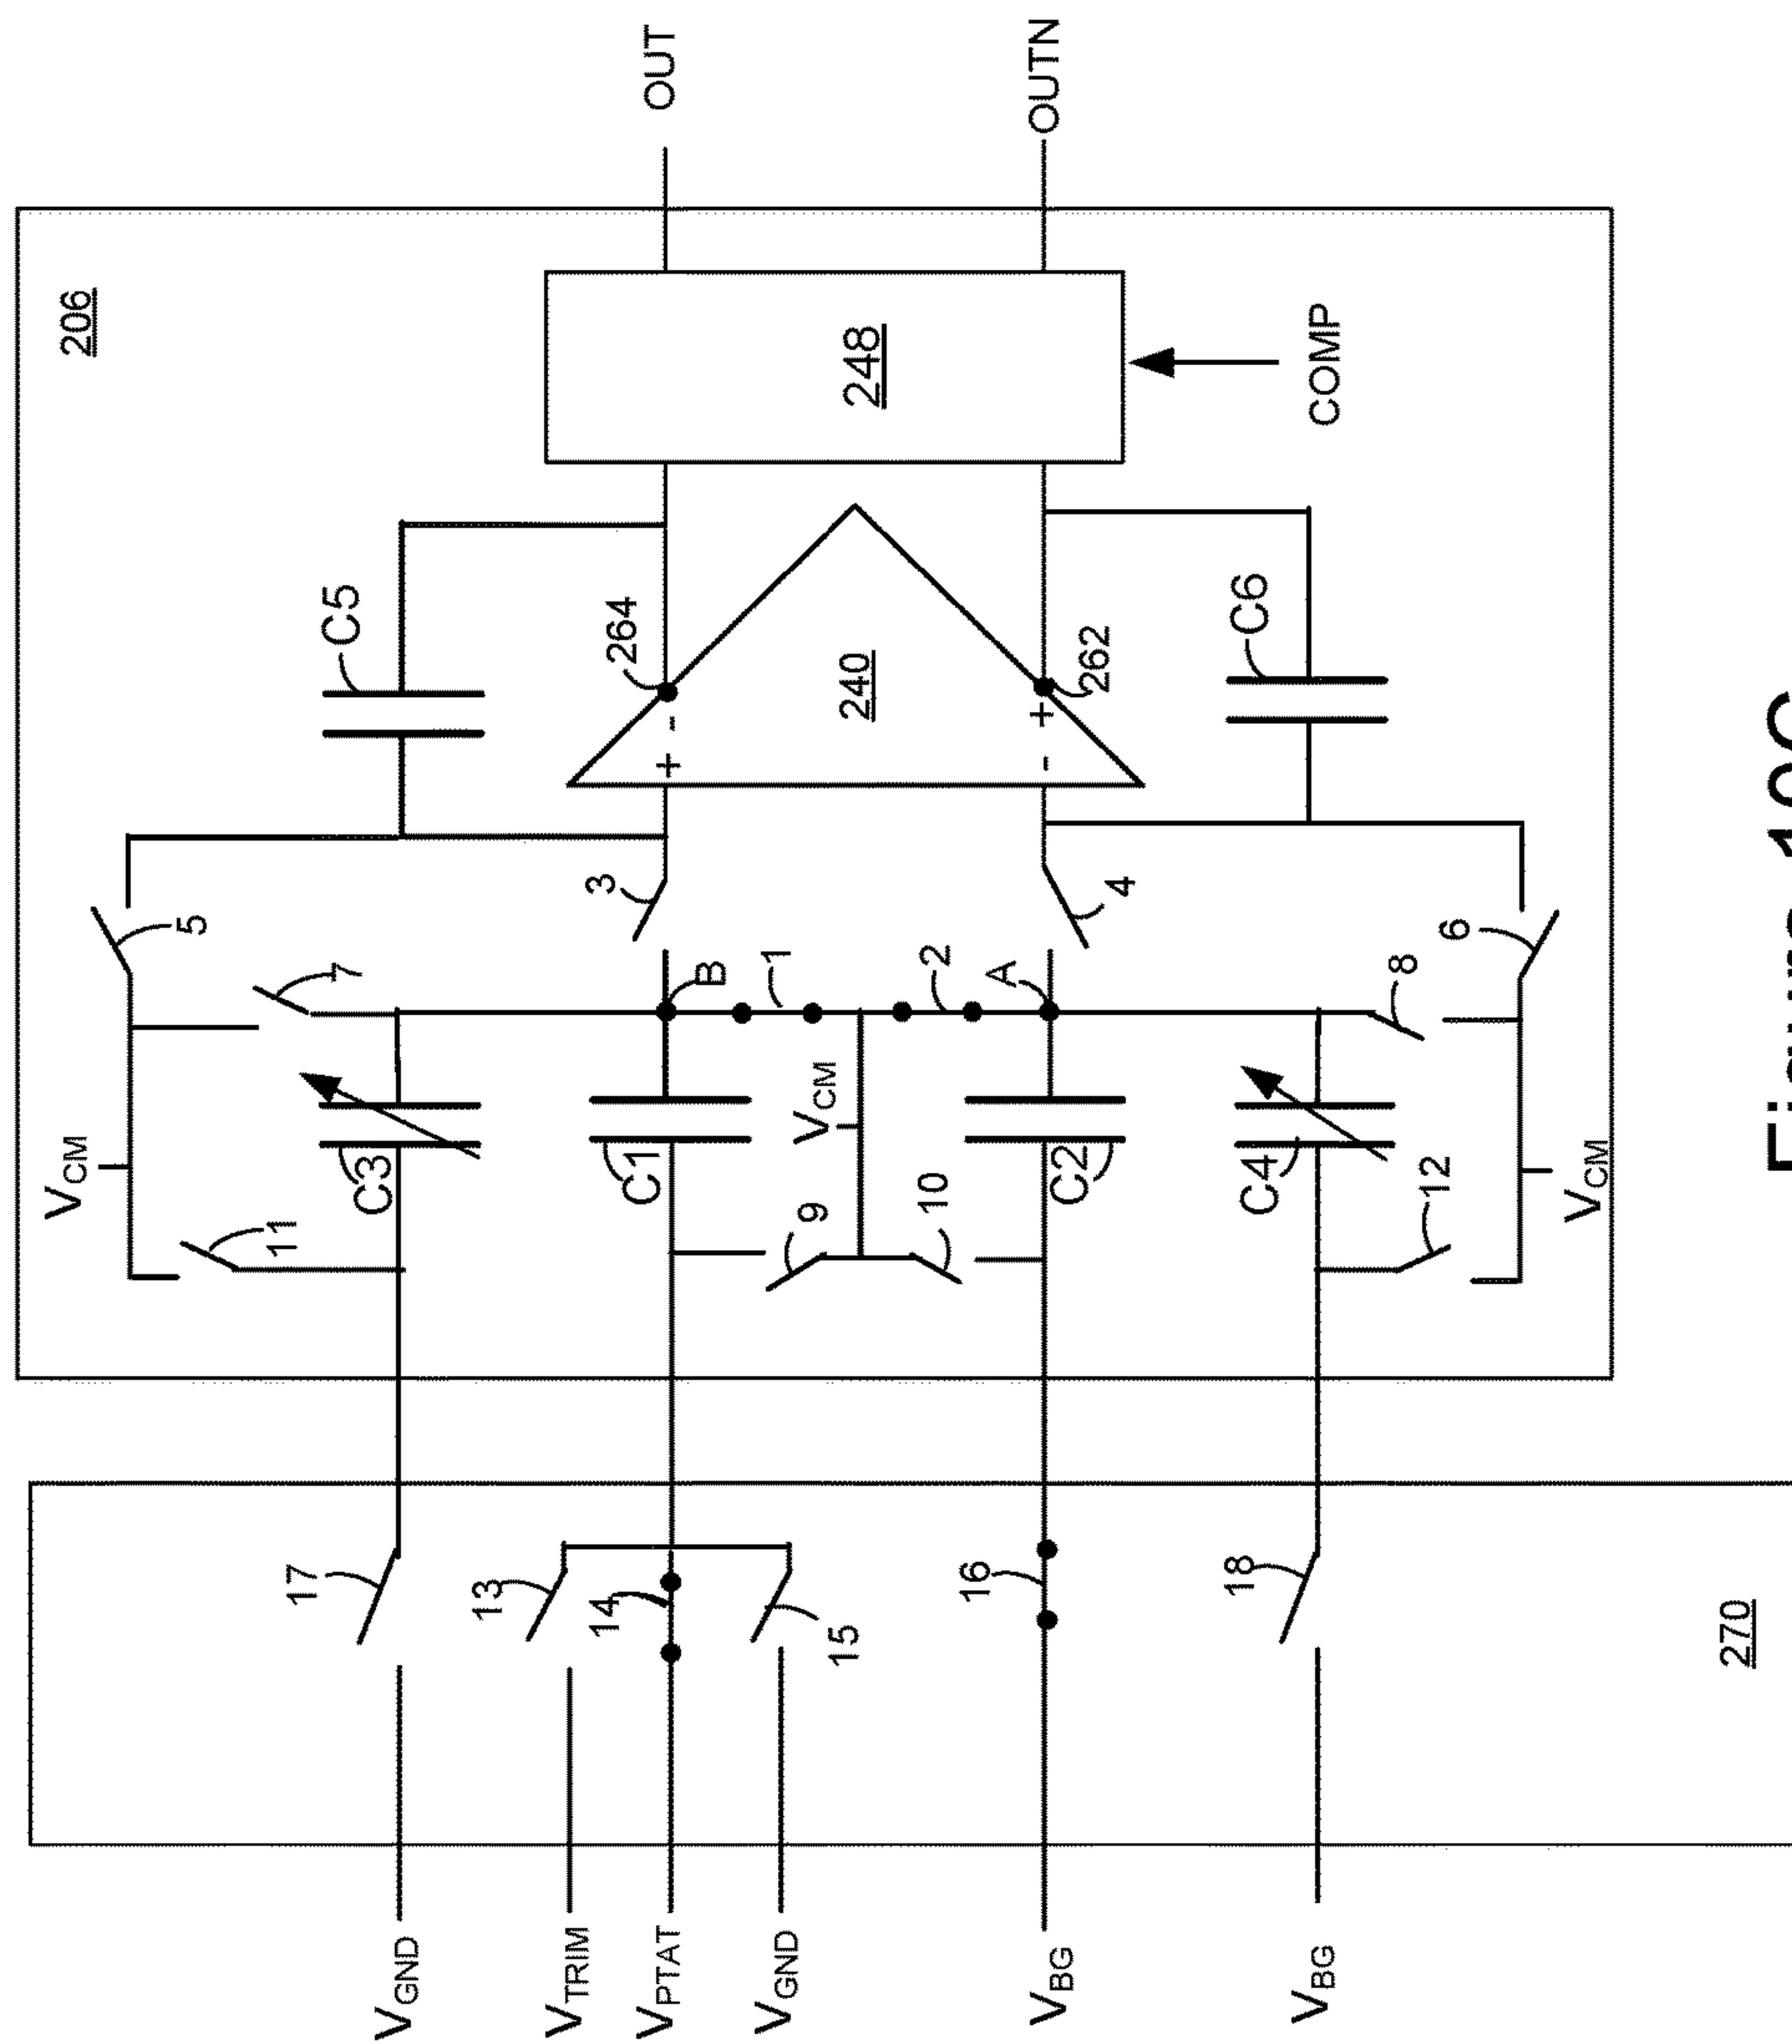 206
OUT
OUTN
248
COMP
C5
C6
264
262
240
+ -
- +
3
4
5
6
7
8
B
1
2
A
VCM
VCM
VCM
C3
C1
C2
C4
11
9
10
12
17
13
14
15
16
18
270
VGND
VTRIM
VPTAT
VGND
VBG
VBG